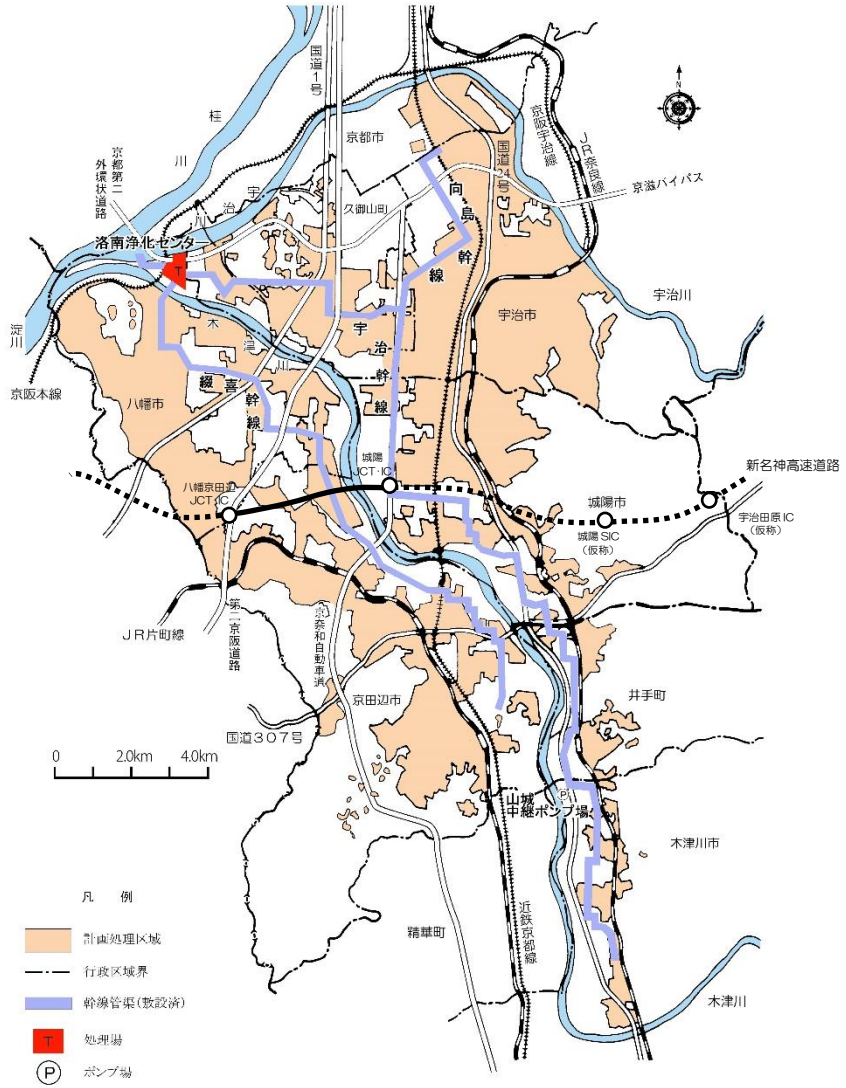 国道1号
桂川
京都市
京都第二
外環状道路
宇治川
久御山町
向島幹線
国道24号
京阪宇治線
JR奈良線
京滋バイパス
洛南浄化センター
T
宇治川
宇治市
木津川
宇治幹線
淀川
京阪本線
八幡市
綴喜幹線
城陽
JCT・IC
新名神高速道路
八幡京田辺
JCT・IC
城陽市
城陽SIC
(仮称)
宇治田原IC
(仮称)
JR片町線
第二京阪道路
京奈和自動車道
京田辺市
井手町
国道307号
0 2.0km 4.0km
山城
中継ポンプ場
P
木津川市
近鉄京都線
精華町
木津川
N
凡 例
計画処理区域
行政区域界
幹線管渠(敷設済)
T 処理場
P ポンプ場